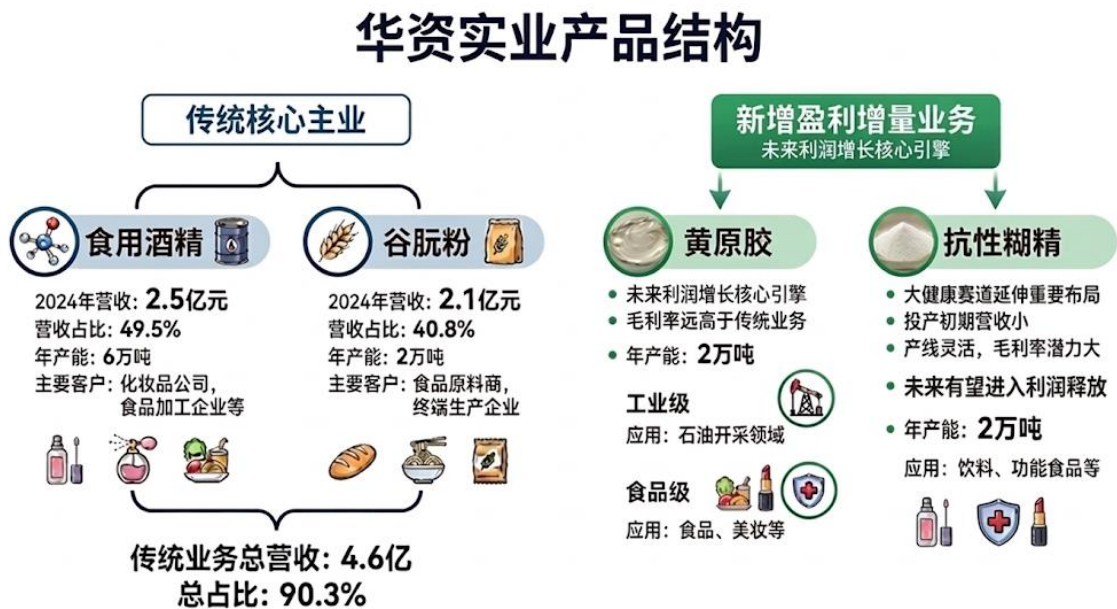 华资实业产品结构
传统核心主业
食用酒精
2024年营收：2.5亿元
营收占比：49.5%
年产能：6万吨
主要客户：化妆品公司，
食品加工企业等
谷朊粉
2024年营收：2.1亿元
营收占比：40.8%
年产能：2万吨
主要客户：食品原料商，
终端生产企业
传统业务总营收：4.6亿
总占比：90.3%
新增盈利增量业务
未来利润增长核心引擎
黄原胶
• 未来利润增长核心引擎
• 毛利率远高于传统业务
• 年产能：2万吨
工业级
应用：石油开采领域
食品级
应用：食品、美妆等
抗性糊精
• 大健康赛道延伸重要布局
• 投产初期营收小
• 产线灵活，毛利率潜力大
• 未来有望进入利润释放
• 年产能：2万吨
应用：饮料、功能食品等